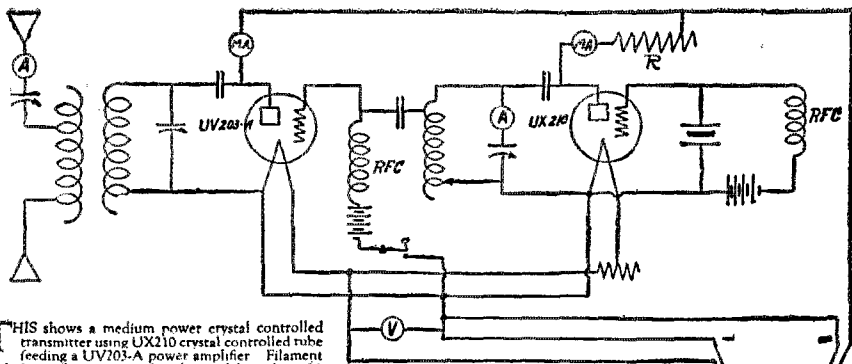 MA
MA
R
A
UV203-A
A
UX210
RFC
RFC
V
HIS shows a medium power crystal controlled
transmitter using UX210 crystal controlled tube
feeding a UV203-A power amplifier Filament